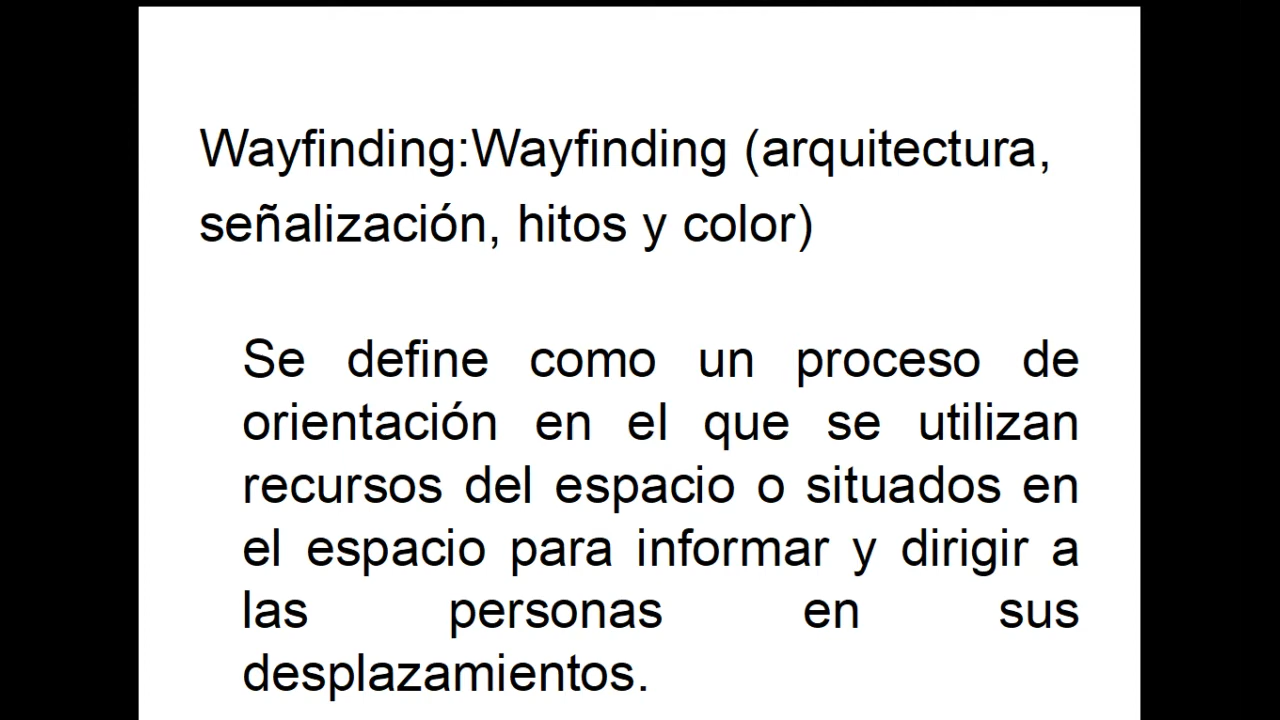 Wayfinding:Wayfinding (arquitectura,
señalización, hitos y color)
Se define como un proceso de
orientación en el que se utilizan
recursos del espacio o situados en
el espacio para informar y dirigir a
las personas en sus
desplazamientos.